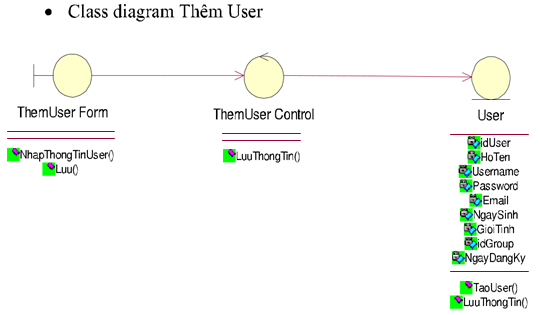 • Class diagram Thêm User
ThemUser Form
NhapThongTinUser()
Luu()
ThemUser Control
LuuThongTin()
User
idUser
HoTen
Username
Password
Email
NgaySinh
GioiTinh
idGroup
NgayDangKy
TaoUser()
LuuThongTin()